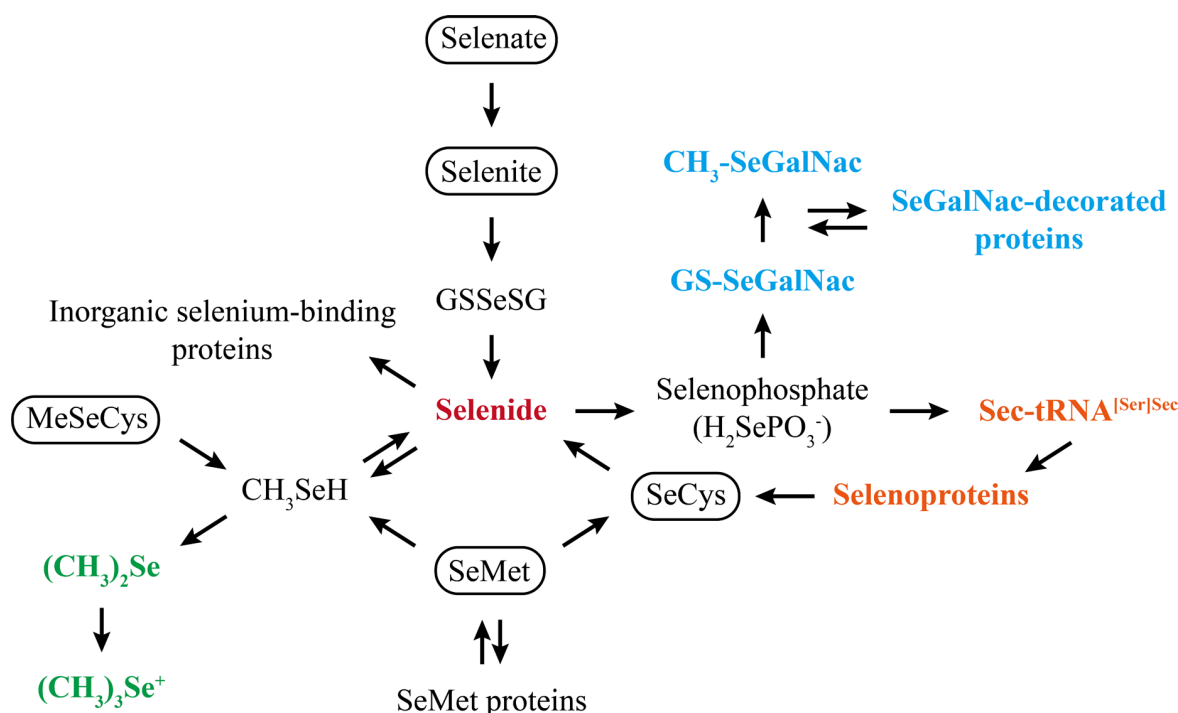 Selenate
Selenite
CH₃-SeGalNac
SeGalNac-decorated
proteins
GS-SeGalNac
GSSeSG
Inorganic selenium-binding
proteins
MeSeCys
Selenide
Selenophosphate
(H₂SePO₃⁻)
Sec-tRNA[Ser]Sec
CH₃SeH
SeCys
Selenoproteins
(CH₃)₂Se
SeMet
(CH₃)₃Se⁺
SeMet proteins